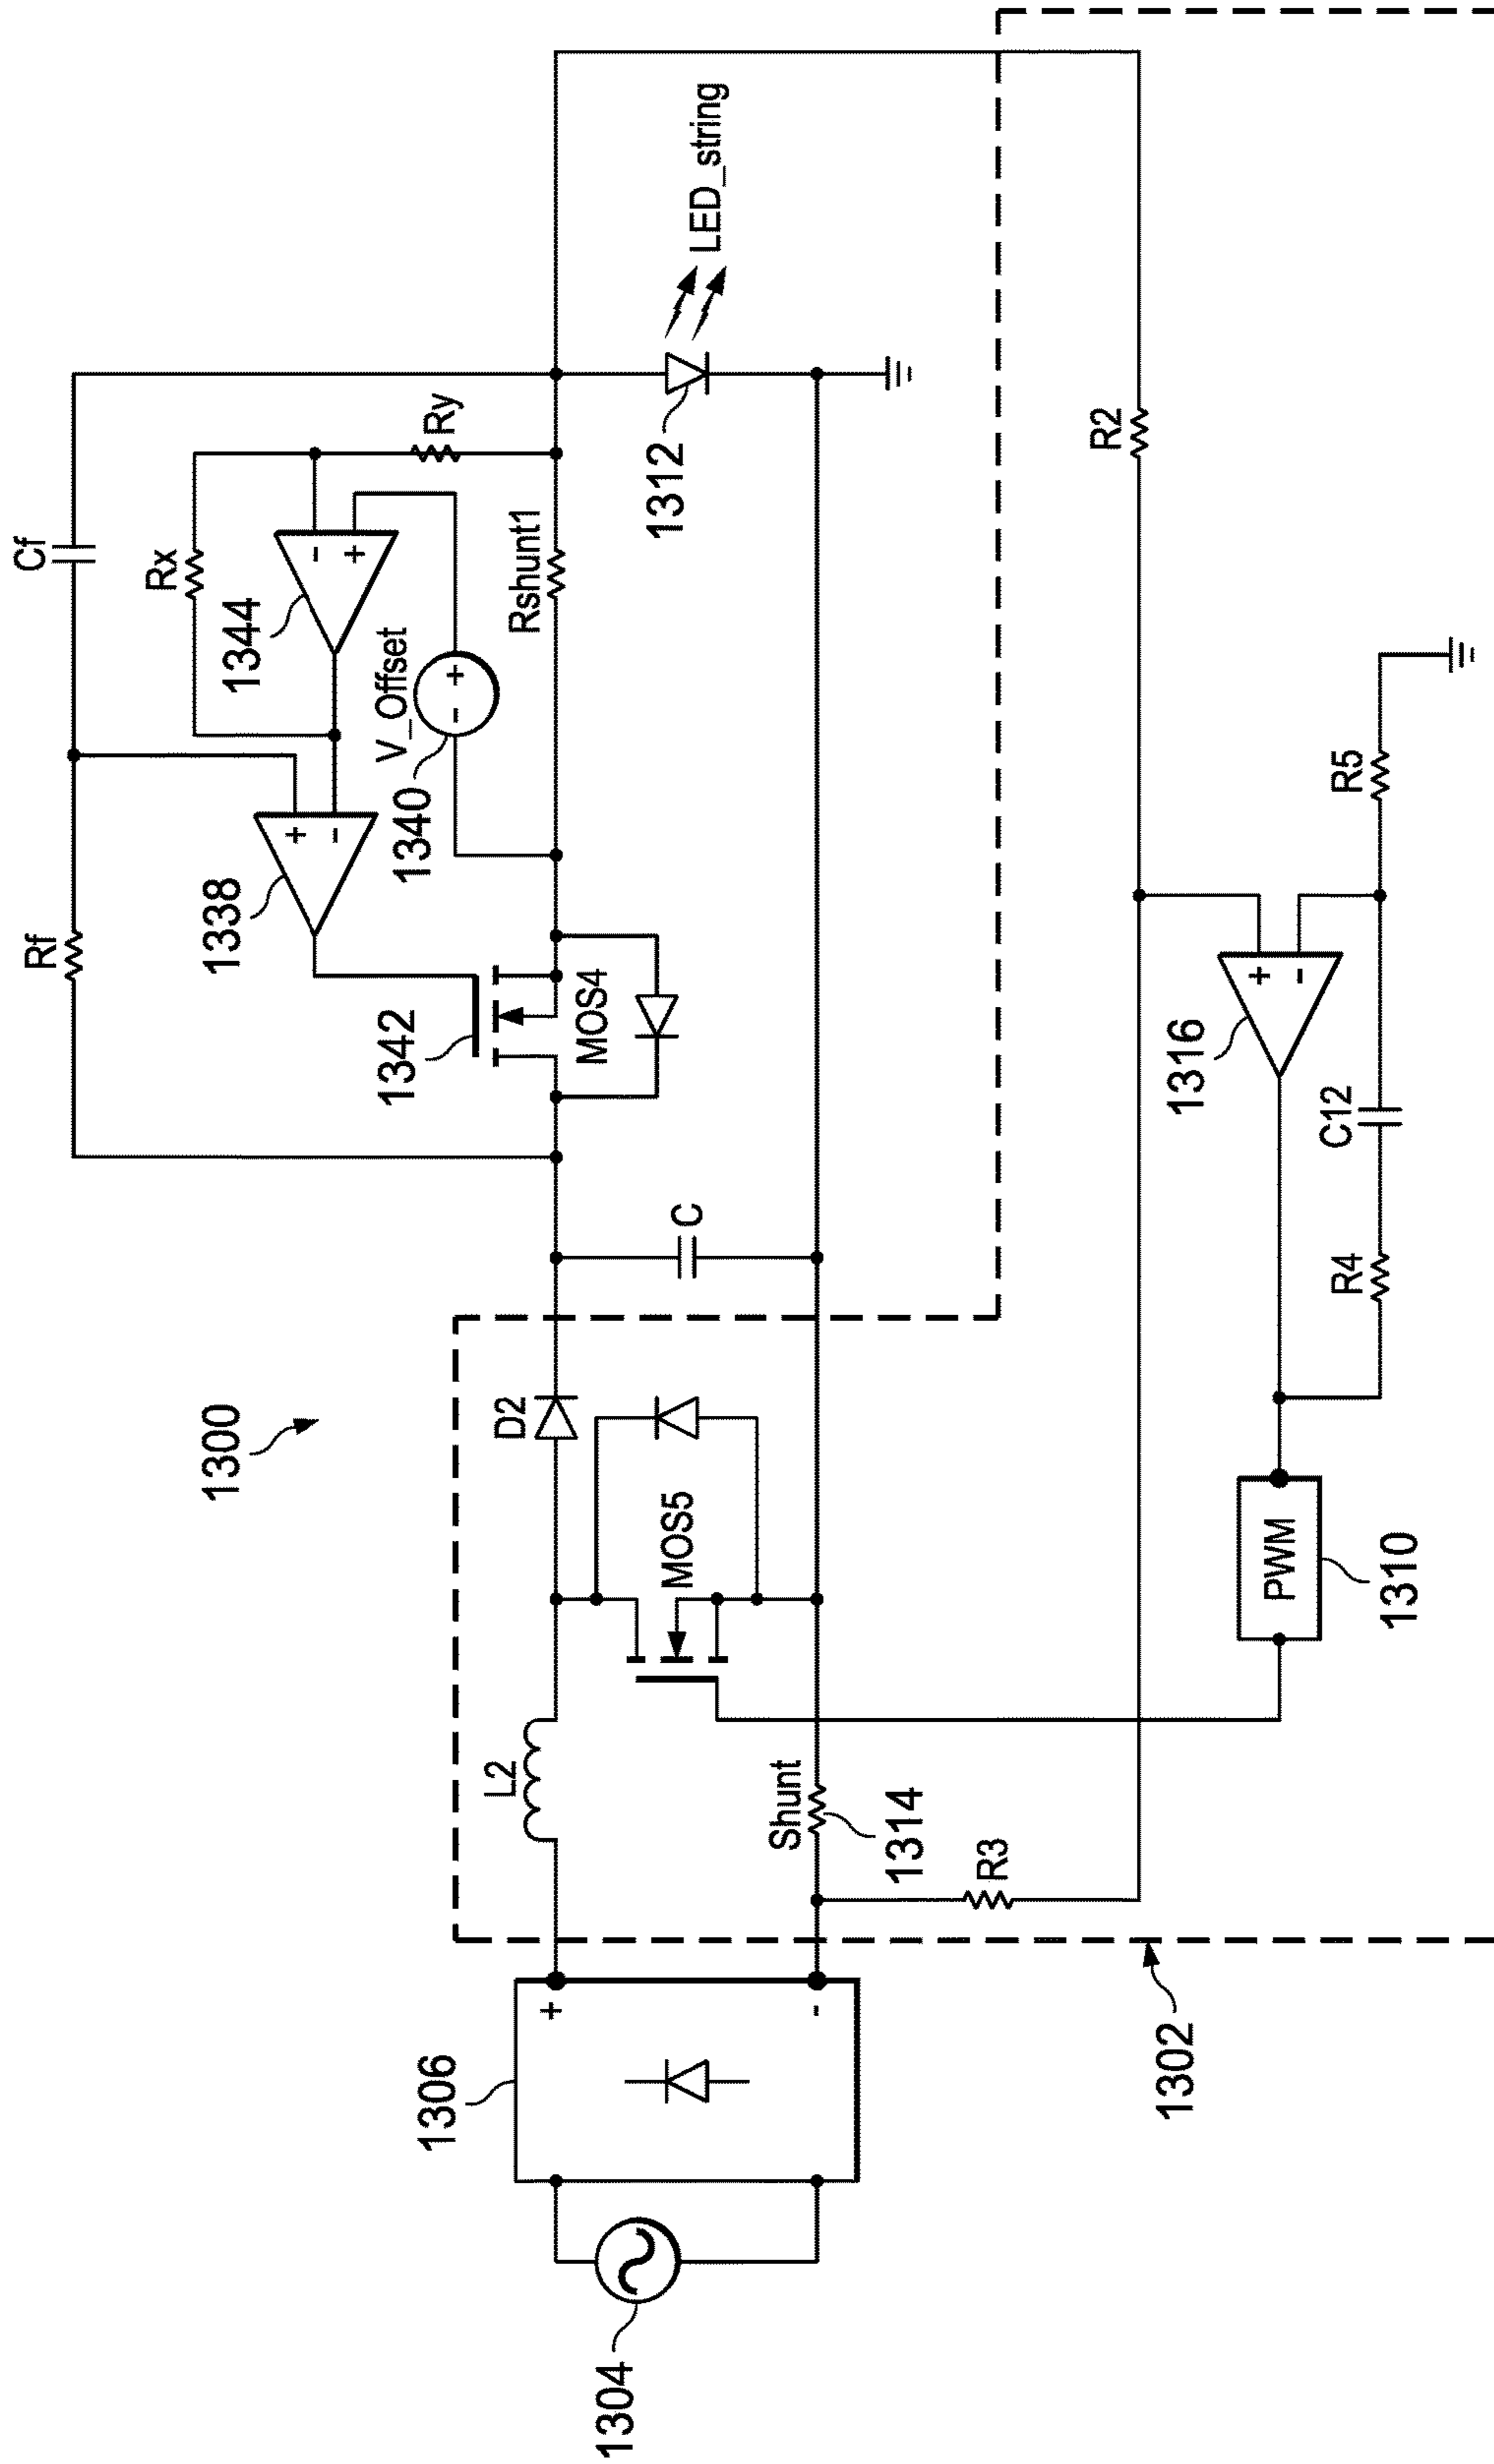 1300
Cf
Rf
Rx
Ry
1344
1338
V_Offset
1340
Rshunt1
1342
MOS4
LED_string
1312
+
-
+
-
+
-
L2
D2
MOS5
C
Shunt
1314
R3
R2
1304
1306
+
-
1302
1310
PWM
1316
+
-
R4
C12
R5